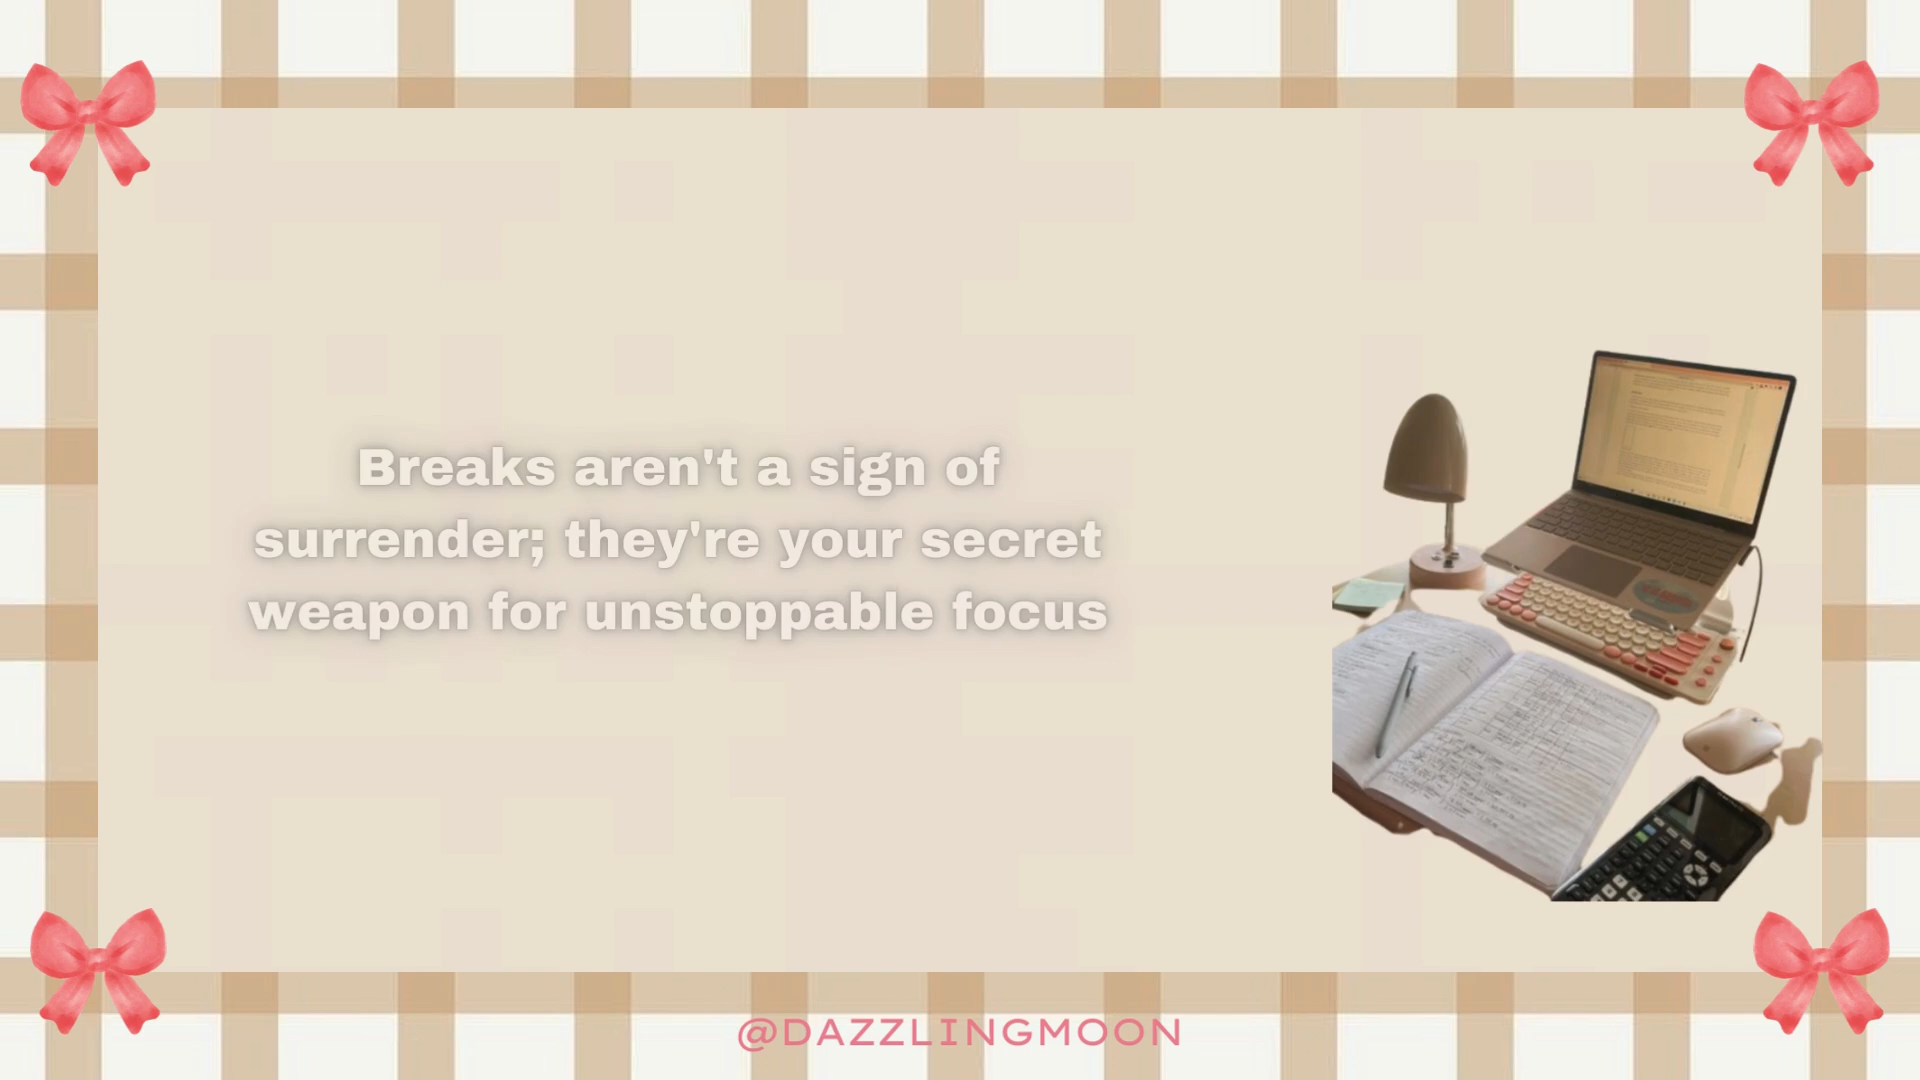 Breaks aren't a sign of
surrender; they're your secret
weapon for unstoppable focus
@DAZZLINGMOON